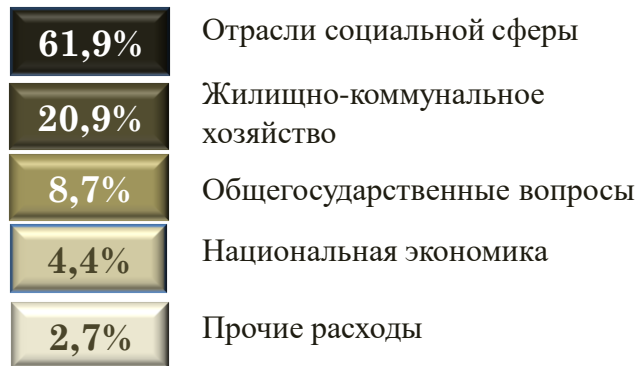 61,9% Отрасли социальной сферы
20,9% Жилищно-коммунальное
хозяйство
8,7% Общегосударственные вопросы
4,4% Национальная экономика
2,7% Прочие расходы